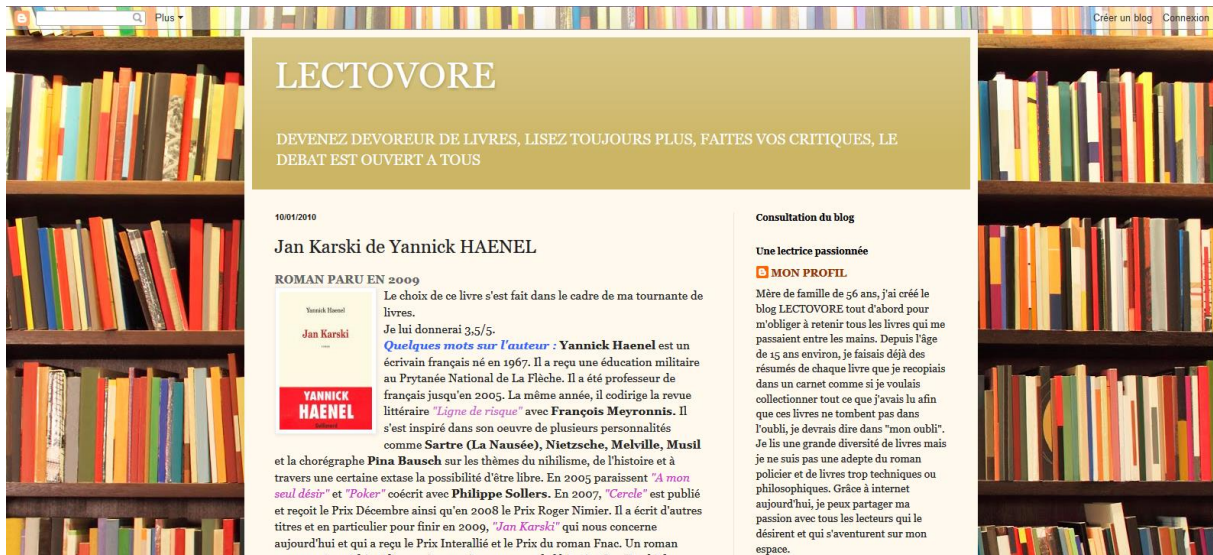 Plus
Créer un blog Connexion
LECTOVORE
DEVENEZ DEVOREUR DE LIVRES, LISEZ TOUJOURS PLUS, FAITES VOS CRITIQUES, LE
DEBAT EST OUVERT A TOUS
10/01/2010
Jan Karski de Yannick HAENEL
ROMAN PARU EN 2009
Yannick Haenel
Jan Karski
YANNICK
HAENEL
Gallimard
Le choix de ce livre s'est fait dans le cadre de ma tournante de
livres.
Je lui donnerai 3,5/5.
Quelques mots sur l'auteur : Yannick Haenel est un
écrivain français né en 1967. Il a reçu une éducation militaire
au Prytanée National de La Flèche. Il a été professeur de
français jusqu'en 2005. La même année, il codirige la revue
littéraire "Ligne de risque" avec François Meyronnis. Il
s'est inspiré dans son oeuvre de plusieurs personnalités
comme Sartre (La Nausée), Nietzsche, Melville, Musil
et la chorégraphe Pina Bausch sur les thèmes du nihilisme, de l'histoire et à
travers une certaine extase la possibilité d'être libre. En 2005 paraissent "A mon
seul désir" et "Poker" coécrit avec Philippe Sollers. En 2007, "Cercle" est publié
et reçoit le Prix Décembre ainsi qu'en 2008 le Prix Roger Nimier. Il a écrit d'autres
titres et en particulier pour finir en 2009, "Jan Karski" qui nous concerne
aujourd'hui et qui a reçu le Prix Interallié et le Prix du roman Fnac. Un roman
Consultation du blog
Une lectrice passionnée
MON PROFIL
Mère de famille de 56 ans, j'ai créé le
blog LECTOVORE tout d'abord pour
m'obliger à retenir tous les livres qui me
passaient entre les mains. Depuis l'âge
de 15 ans environ, je faisais déjà des
résumés de chaque livre que je recopiais
dans un carnet comme si je voulais
collectionner tout ce que j'avais lu afin
que ces livres ne tombent pas dans
l'oubli, je devrais dire dans "mon oubli".
Je lis une grande diversité de livres mais
je ne suis pas une adepte du roman
policier et de livres trop techniques ou
philosophiques. Grâce à internet
aujourd'hui, je peux partager ma
passion avec tous les lecteurs qui le
désirent et qui s'aventurent sur mon
espace.